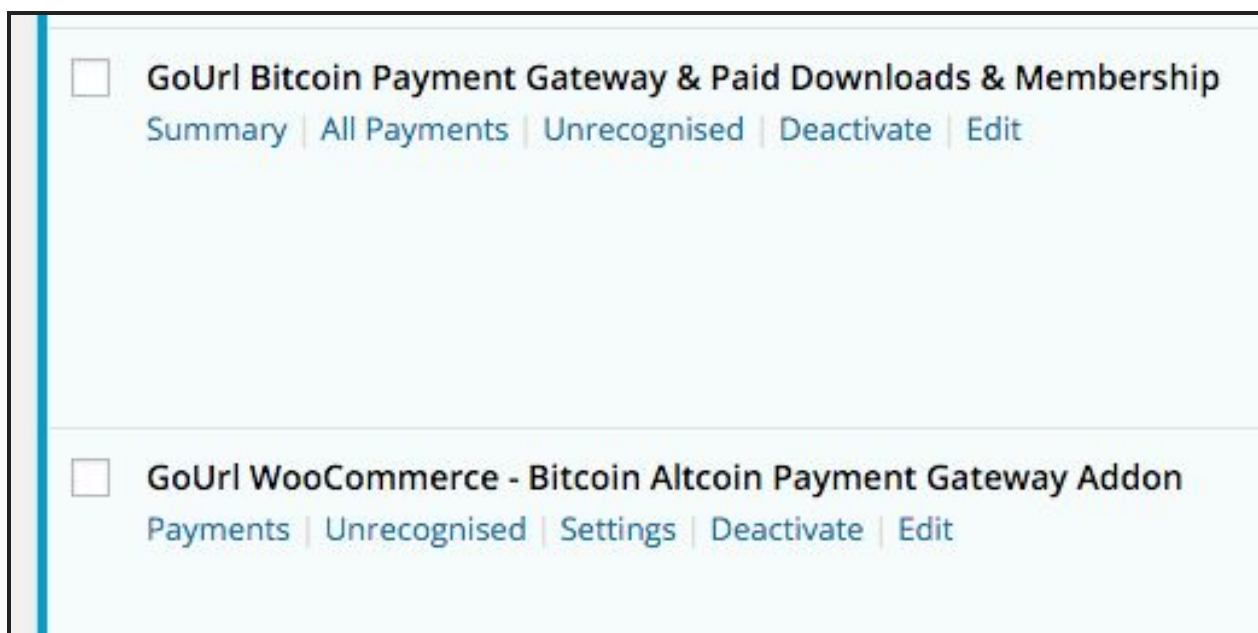 GoUrl Bitcoin Payment Gateway & Paid Downloads & Membership
Summary | All Payments | Unrecognised | Deactivate | Edit
GoUrl WooCommerce - Bitcoin Altcoin Payment Gateway Addon
Payments | Unrecognised | Settings | Deactivate | Edit